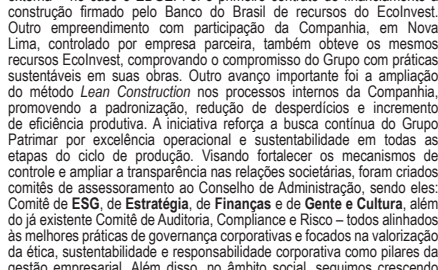 construção firmado pelo Banco do Brasil de recursos do EcoInvest.
Outro empreendimento com participação da Companhia, em Nova
Lima, controlado por empresa parceira, também obteve os mesmos
recursos EcoInvest, comprovando o compromisso do Grupo com práticas
sustentáveis em suas obras. Outro avanço importante foi a ampliação
do método Lean Construction nos processos internos da Companhia,
promovendo a padronização, redução de desperdícios e incremento
de eficiência produtiva. A iniciativa reforça a busca contínua do Grupo
Patrimar por excelência operacional e sustentabilidade em todas as
etapas do ciclo de produção. Visando fortalecer os mecanismos de
controle e ampliar a transparência nas relações societárias, foram criados
comitês de assessoramento ao Conselho de Administração, sendo eles:
Comitê de ESG, de Estratégia, de Finanças e de Gente e Cultura, além
do já existente Comitê de Auditoria, Compliance e Risco – todos alinhados
às melhores práticas de governança corporativas e focados na valorização
da ética, sustentabilidade e responsabilidade corporativa como pilares da
gestão empresarial. Além disso, no âmbito social, seguimos crescendo